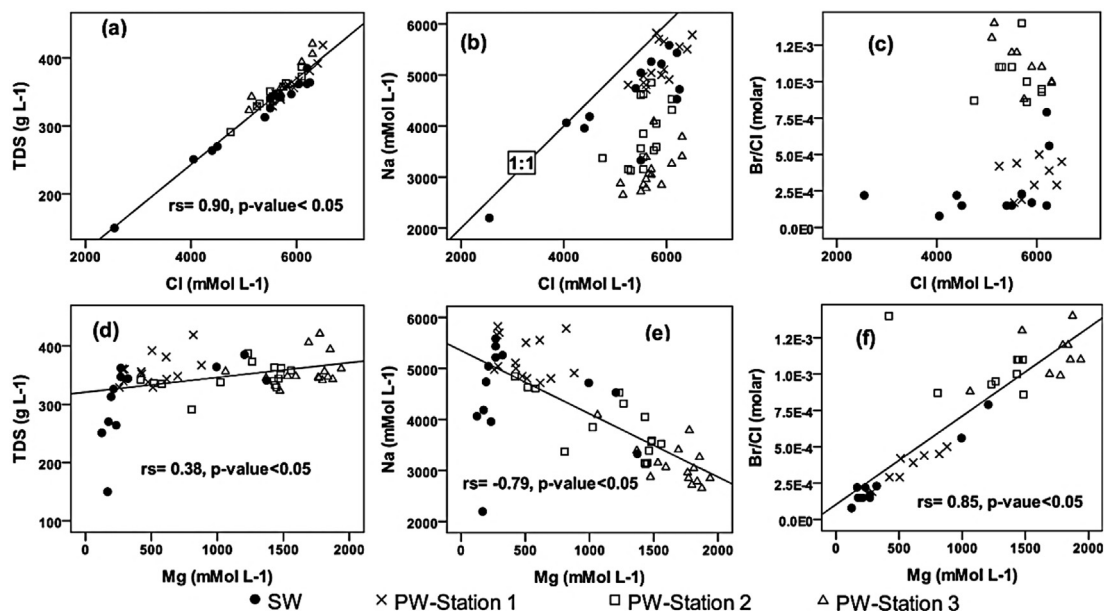 (a)
TDS (g L-1)
400
300
200
100
rs= 0.90, p-value< 0.05
2000 4000 6000
Cl (mMol L-1)
(b)
Na (mMol L-1)
6000
5000
4000
3000
2000
1:1
2000 4000 6000
Cl (mMol L-1)
(c)
Br/Cl (molar)
1.2E-3
1.0E-3
7.5E-4
5.0E-4
2.5E-4
0.0E0
2000 4000 6000
Cl (mMol L-1)
(d)
TDS (g L-1)
400
300
200
100
rs= 0.38, p-value<0.05
0 500 1000 1500 2000
Mg (mMol L-1)
(e)
Na (mMol L-1)
6000
5000
4000
3000
2000
rs= -0.79, p-value<0.05
0 500 1000 1500 2000
Mg (mMol L-1)
(f)
Br/Cl (molar)
1.2E-3
1.0E-3
7.5E-4
5.0E-4
2.5E-4
0.0E0
rs= 0.85, p-vaue<0.05
0 500 1000 1500 2000
Mg (mMol L-1)
SW PW-Station 1 PW-Station 2 PW-Station 3